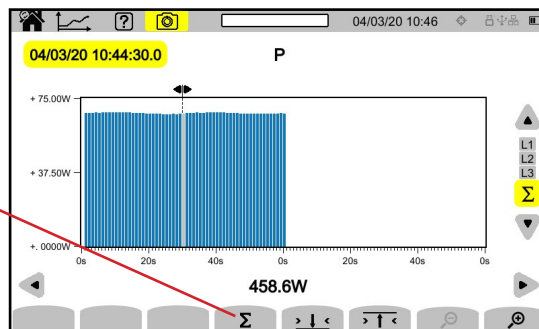 ?
04/03/20 10:46
04/03/20 10:44:30.0
P
+ 75.00W
+ 37.50W
+. 0000W
0s 20s 40s 0s 20s 40s 0s
L1
L2
L3
Σ
458.6W
Σ